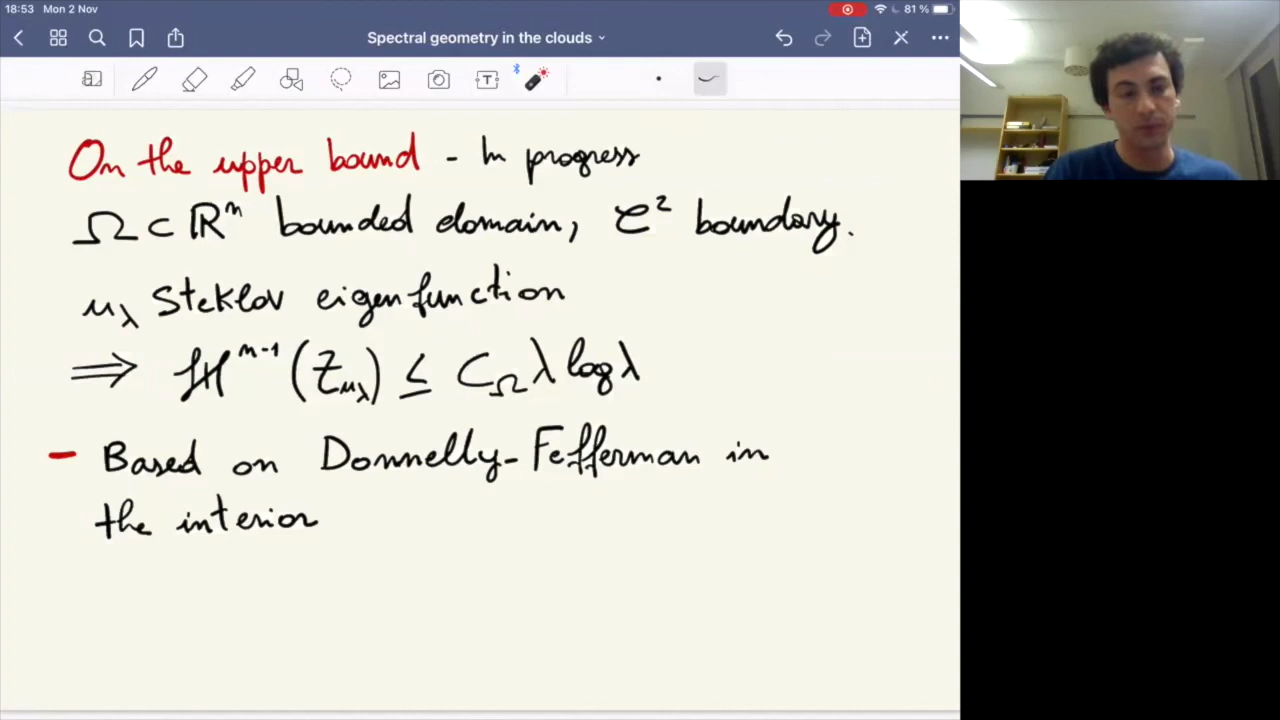 18:53 Mon 2 Nov
81 %
Spectral geometry in the clouds
T
On the upper bound - In progress
Ω ⊂ ℝⁿ bounded domain, C² boundary.
u_λ Steklov eigenfunction
⟹ ℋⁿ⁻¹(Z_{u_λ}) ≤ C_Ω λ log λ
- Based on Donnelly-Fefferman in
the interior